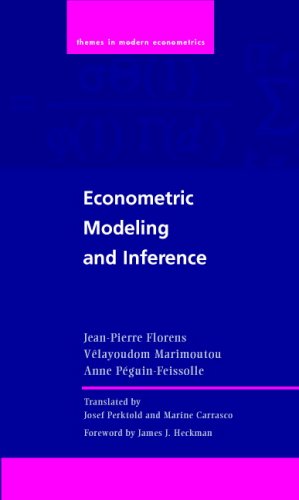 themes in modern econometrics
Econometric
Modeling
and Inference
Jean-Pierre Florens
Vêlayoudom Marimoutou
Anne Péguin-Feissolle
Translated by
Josef Perktold and Marine Carrasco
Foreword by James J. Heckman